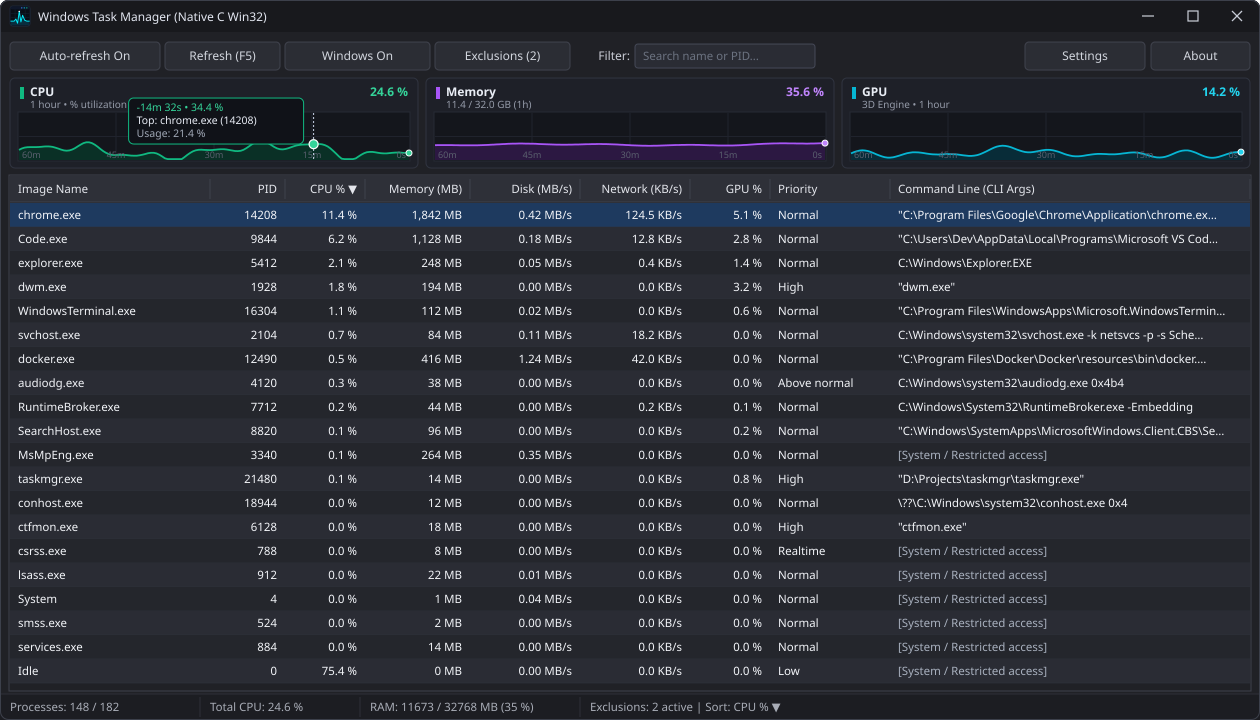 Windows Task Manager (Native C Win32)
Auto-refresh On Refresh (F5) Windows On Exclusions (2) Filter: Search name or PID... Settings About
CPU 24.6 % Memory 35.6 % GPU 14.2 %
1 hour • % utilization 11.4 / 32.0 GB (1h) 3D Engine • 1 hour
-14m 32s • 34.4 %
Top: chrome.exe (14208)
Usage: 21.4 %
60m 45m 30m 15m 0s 60m 45m 30m 15m 0s 60m 45m 30m 15m 0s
Image Name PID CPU % ▼ Memory (MB) Disk (MB/s) Network (KB/s) GPU % Priority Command Line (CLI Args)
chrome.exe 14208 11.4 % 1,842 MB 0.42 MB/s 124.5 KB/s 5.1 % Normal "C:\Program Files\Google\Chrome\Application\chrome.ex...
Code.exe 9844 6.2 % 1,128 MB 0.18 MB/s 12.8 KB/s 2.8 % Normal "C:\Users\Dev\AppData\Local\Programs\Microsoft VS Cod...
explorer.exe 5412 2.1 % 248 MB 0.05 MB/s 0.4 KB/s 1.4 % Normal C:\Windows\Explorer.EXE
dwm.exe 1928 1.8 % 194 MB 0.00 MB/s 0.0 KB/s 3.2 % High "dwm.exe"
WindowsTerminal.exe 16304 1.1 % 112 MB 0.02 MB/s 0.0 KB/s 0.6 % Normal "C:\Program Files\WindowsApps\Microsoft.WindowsTermin...
svchost.exe 2104 0.7 % 84 MB 0.11 MB/s 18.2 KB/s 0.0 % Normal C:\Windows\system32\svchost.exe -k netsvcs -p -s Sche...
docker.exe 12490 0.5 % 416 MB 1.24 MB/s 42.0 KB/s 0.0 % Normal "C:\Program Files\Docker\Docker\resources\bin\docker....
audiodg.exe 4120 0.3 % 38 MB 0.00 MB/s 0.0 KB/s 0.0 % Above normal C:\Windows\system32\audiodg.exe 0x4b4
RuntimeBroker.exe 7712 0.2 % 44 MB 0.00 MB/s 0.2 KB/s 0.1 % Normal C:\Windows\System32\RuntimeBroker.exe -Embedding
SearchHost.exe 8820 0.1 % 96 MB 0.00 MB/s 0.0 KB/s 0.2 % Normal "C:\Windows\SystemApps\MicrosoftWindows.Client.CBS\Se...
MsMpEng.exe 3340 0.1 % 264 MB 0.35 MB/s 0.0 KB/s 0.0 % Normal [System / Restricted access]
taskmgr.exe 21480 0.1 % 14 MB 0.00 MB/s 0.0 KB/s 0.8 % High "D:\Projects\taskmgr\taskmgr.exe"
conhost.exe 18944 0.0 % 12 MB 0.00 MB/s 0.0 KB/s 0.0 % Normal \??\C:\Windows\system32\conhost.exe 0x4
ctfmon.exe 6128 0.0 % 18 MB 0.00 MB/s 0.0 KB/s 0.0 % High "ctfmon.exe"
csrss.exe 788 0.0 % 8 MB 0.00 MB/s 0.0 KB/s 0.0 % Realtime [System / Restricted access]
lsass.exe 912 0.0 % 22 MB 0.01 MB/s 0.0 KB/s 0.0 % Normal [System / Restricted access]
System 4 0.0 % 1 MB 0.04 MB/s 0.0 KB/s 0.0 % Normal [System / Restricted access]
smss.exe 524 0.0 % 2 MB 0.00 MB/s 0.0 KB/s 0.0 % Normal [System / Restricted access]
services.exe 884 0.0 % 14 MB 0.00 MB/s 0.0 KB/s 0.0 % Normal [System / Restricted access]
Idle 0 75.4 % 0 MB 0.00 MB/s 0.0 KB/s 0.0 % Low [System / Restricted access]
Processes: 148 / 182 Total CPU: 24.6 % RAM: 11673 / 32768 MB (35 %) Exclusions: 2 active | Sort: CPU % ▼